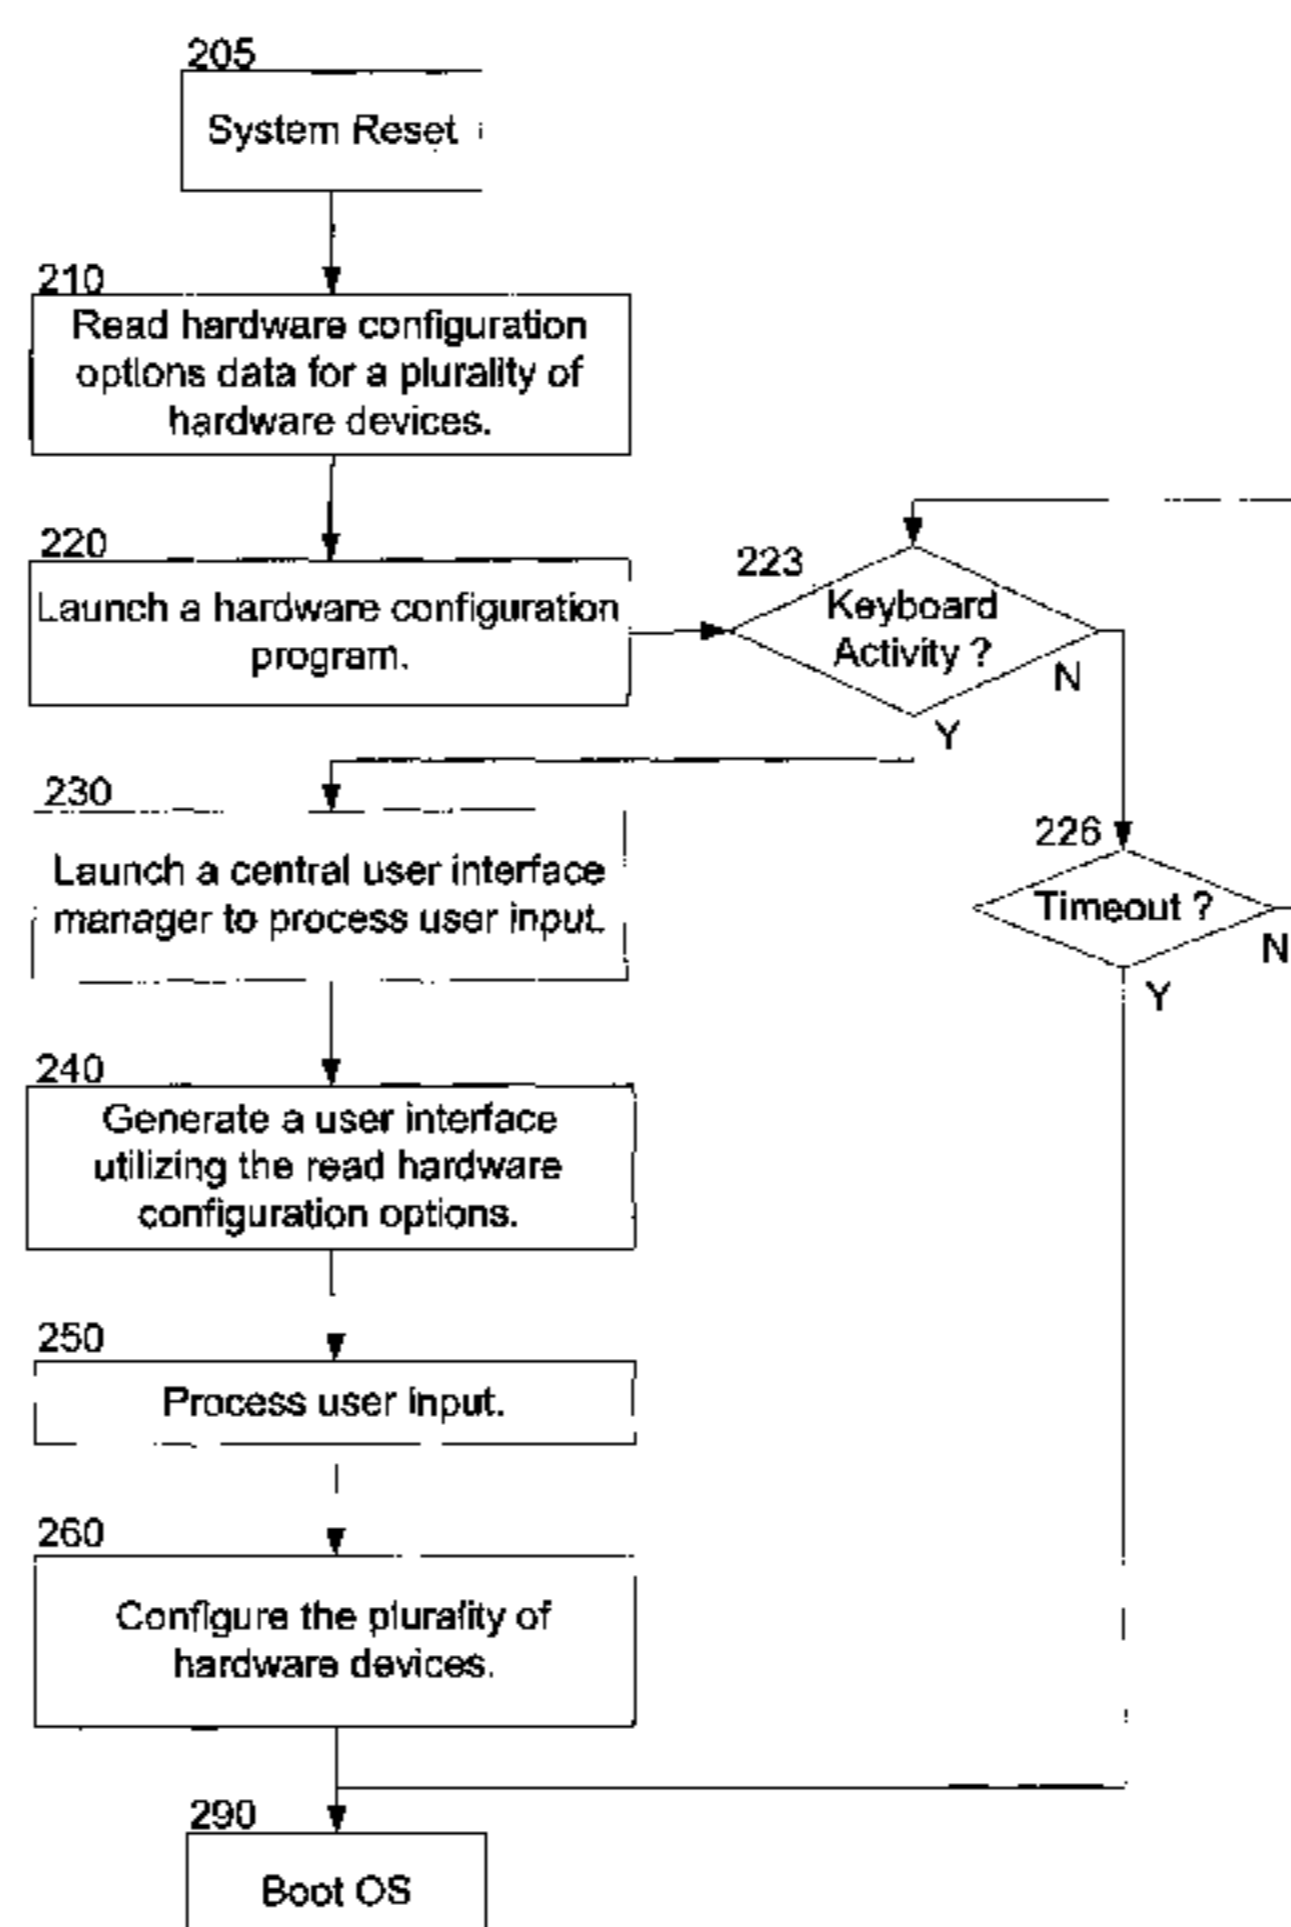 205
System Reset
210
Read hardware configuration
options data for a plurality of
hardware devices.
220
Launch a hardware configuration
program.
223
Keyboard
Activity ?
N
Y
230
Launch a central user interface
manager to process user input.
226
Timeout ?
N
Y
240
Generate a user interface
utilizing the read hardware
configuration options.
250
Process user input.
260
Configure the plurality of
hardware devices.
290
Boot OS